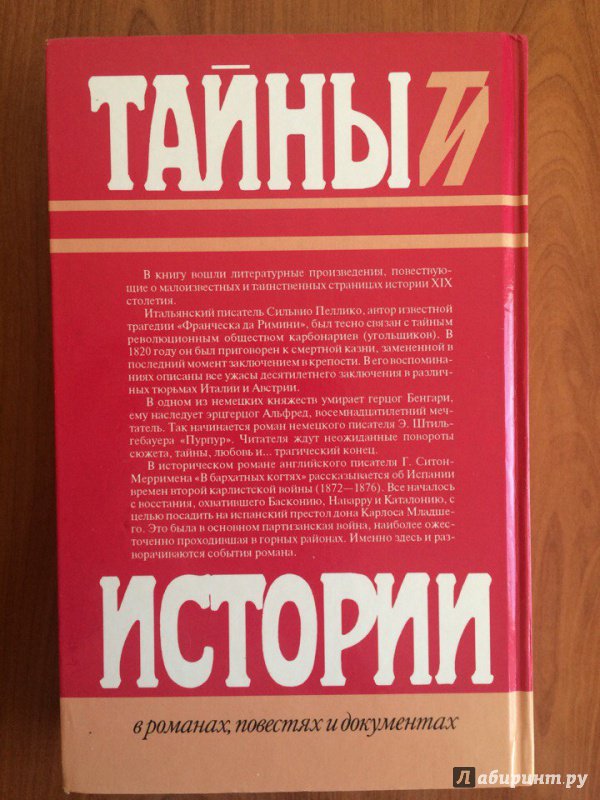 ТАЙНЫ ТИ
В книгу вошли литературные произведения, повествую-
щие о малоизвестных и таинственных страницах истории XIX
столетия.
Итальянский писатель Сильвио Пеллико, автор известной
трагедии «Франческа да Римини», был тесно связан с тайным
революционным обществом карбонариев (угольщиков). В
1820 году он был приговорен к смертной казни, замененной в
последний момент заключением в крепости. В его воспомина-
ниях описаны все ужасы десятилетнего заключения в различ-
ных тюрьмах Италии и Австрии.
В одном из немецких княжеств умирает герцог Бенгари,
ему наследует эрцгерцог Альфред, восемнадцатилетний меч-
татель. Так начинается роман немецкого писателя Э. Штиль-
гебауера «Пурпур». Читателя ждут неожиданные повороты
сюжета, тайны, любовь и... трагический конец.
В историческом романе английского писателя Г. Ситон-
Мерримена «В бархатных когтях» рассказывается об Испании
времен второй карлистской войны (1872—1876). Все началось
с восстания, охватившего Басконию, Наварру и Каталонию, с
целью посадить на испанский престол дона Карлоса Младше-
го. Это была в основном партизанская война, наиболее ожес-
точенно проходившая в горных районах. Именно здесь и раз-
ворачиваются события романа.
ИСТОРИИ
в романах, повестях и документах
Лабиринт.ру